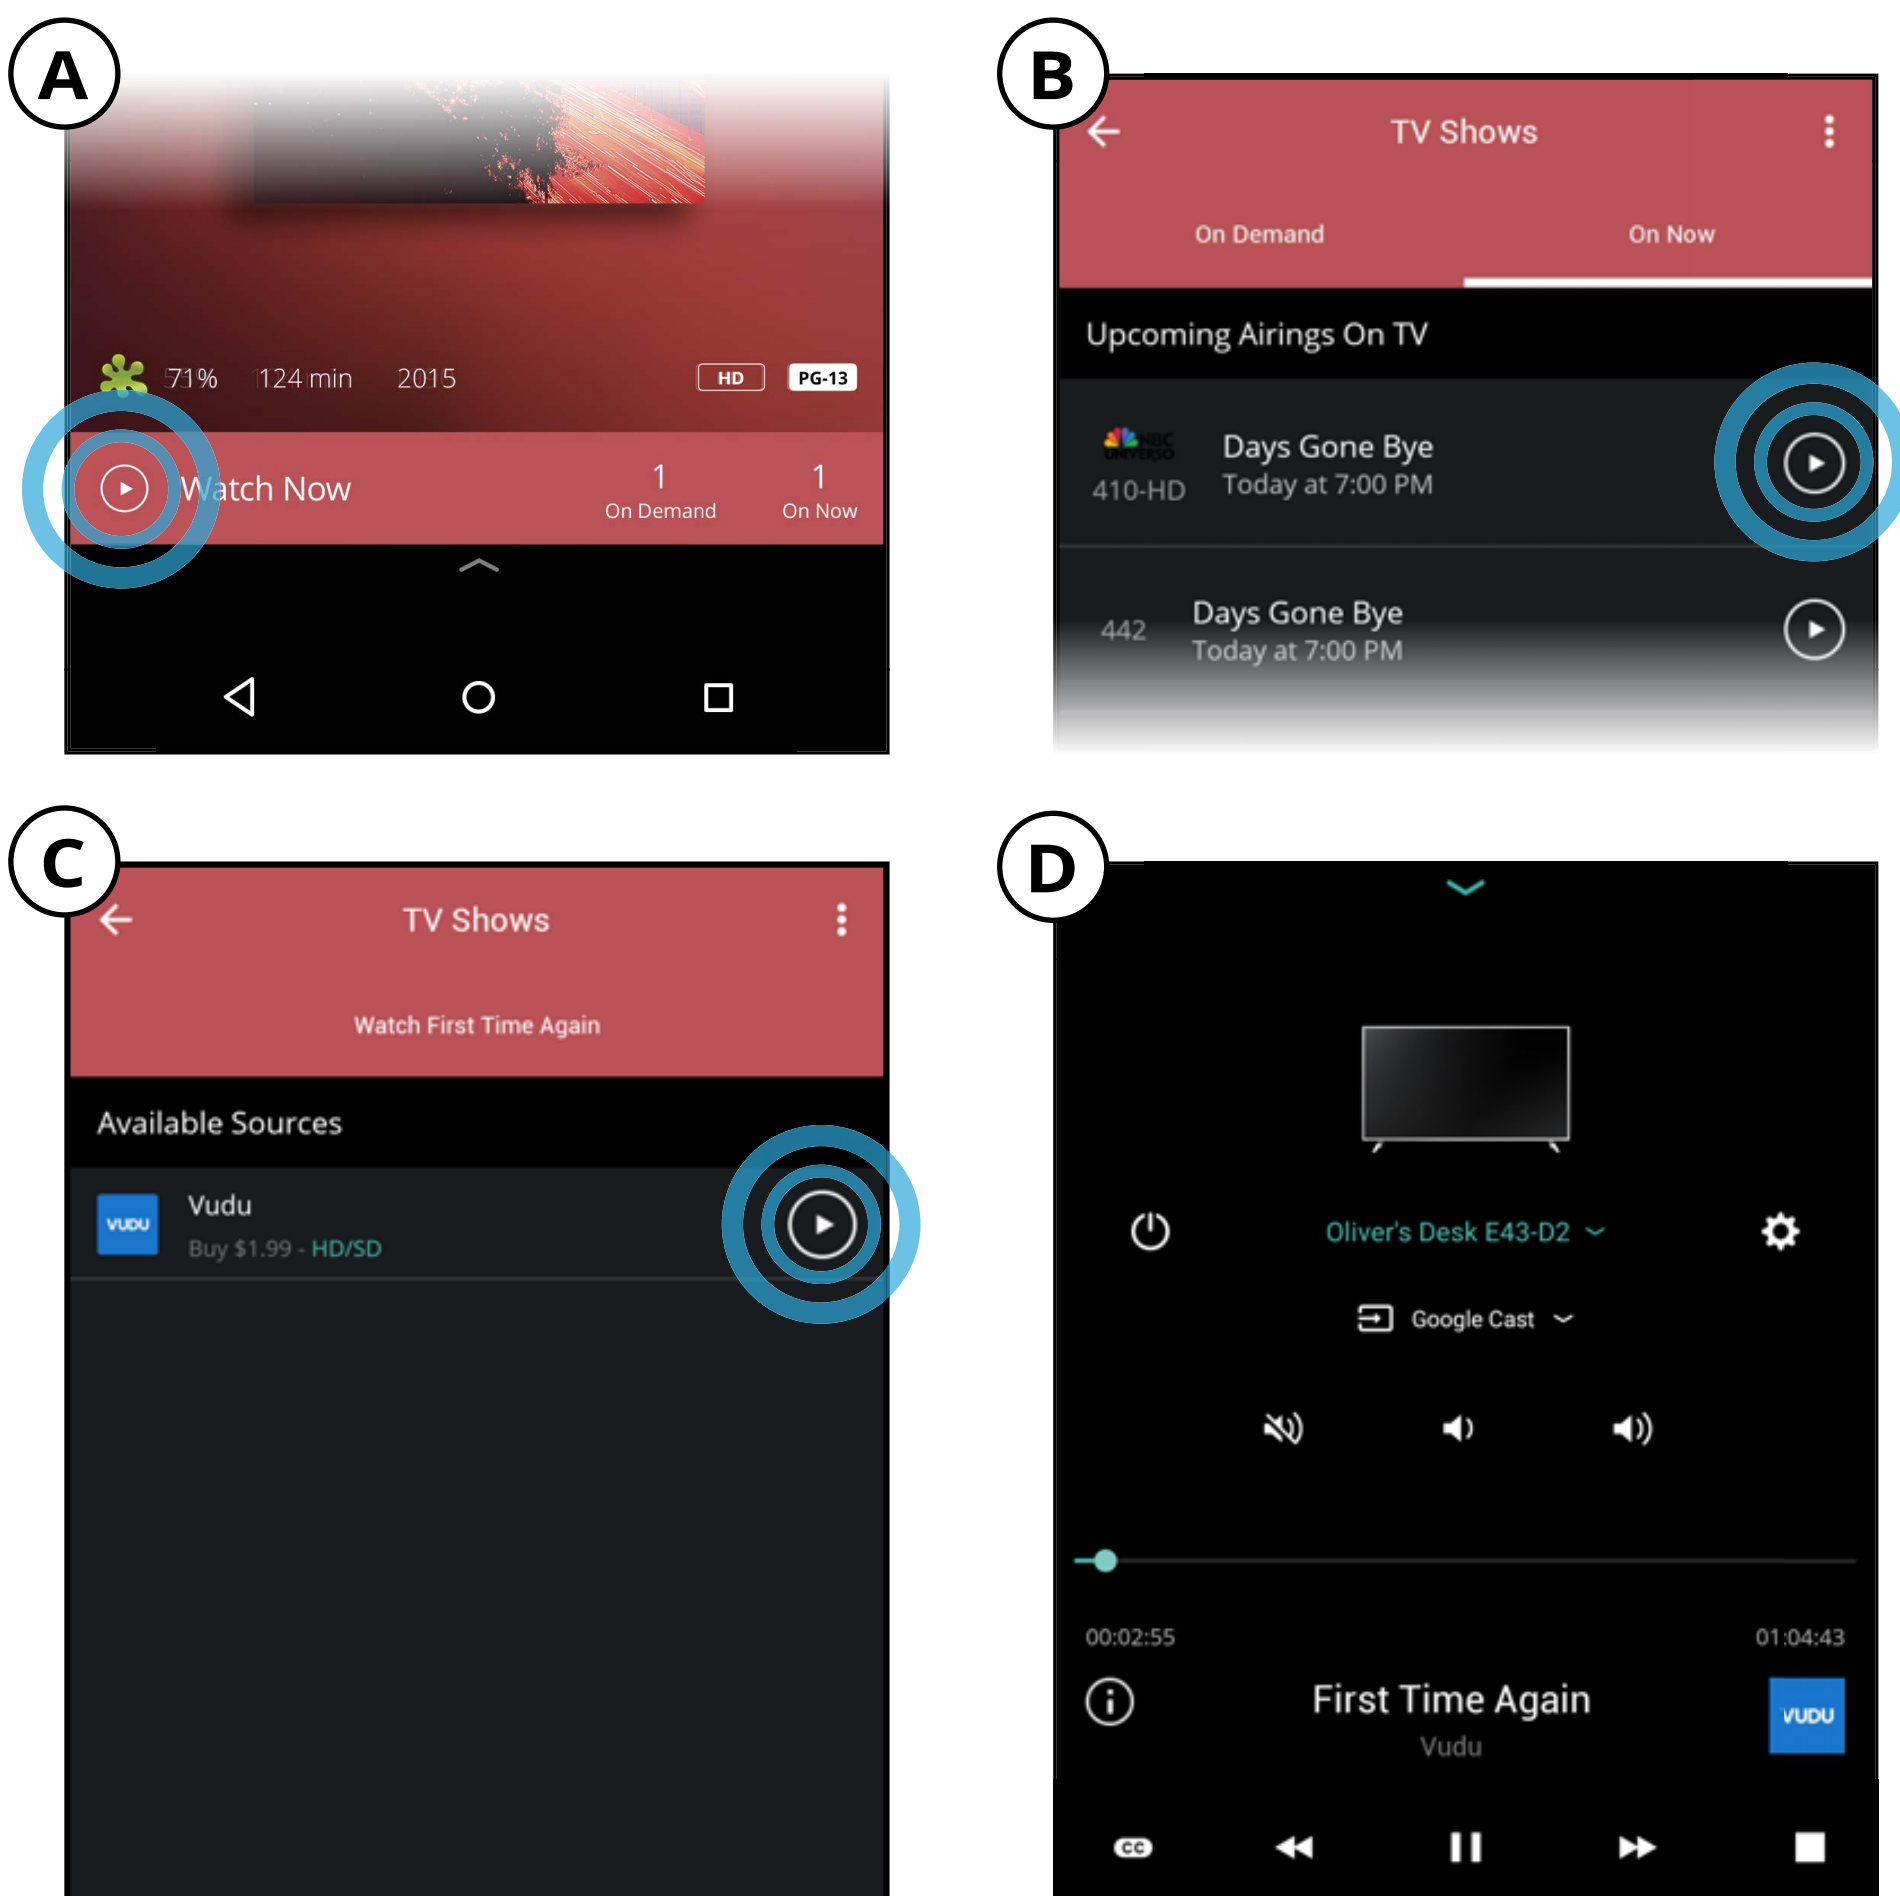 A
71% 124 min 2015 HD PG-13
Watch Now
1 On Demand
1 On Now
B
TV Shows
On Demand On Now
Upcoming Airings On TV
NBC
UNIVERSO
410-HD
Days Gone Bye
Today at 7:00 PM
442
Days Gone Bye
Today at 7:00 PM
C
TV Shows
Watch First Time Again
Available Sources
VUDU
Vudu
Buy $1.99 - HD/SD
D
Oliver's Desk E43-D2
Google Cast
00:02:55 01:04:43
First Time Again
Vudu
VUDU
CC